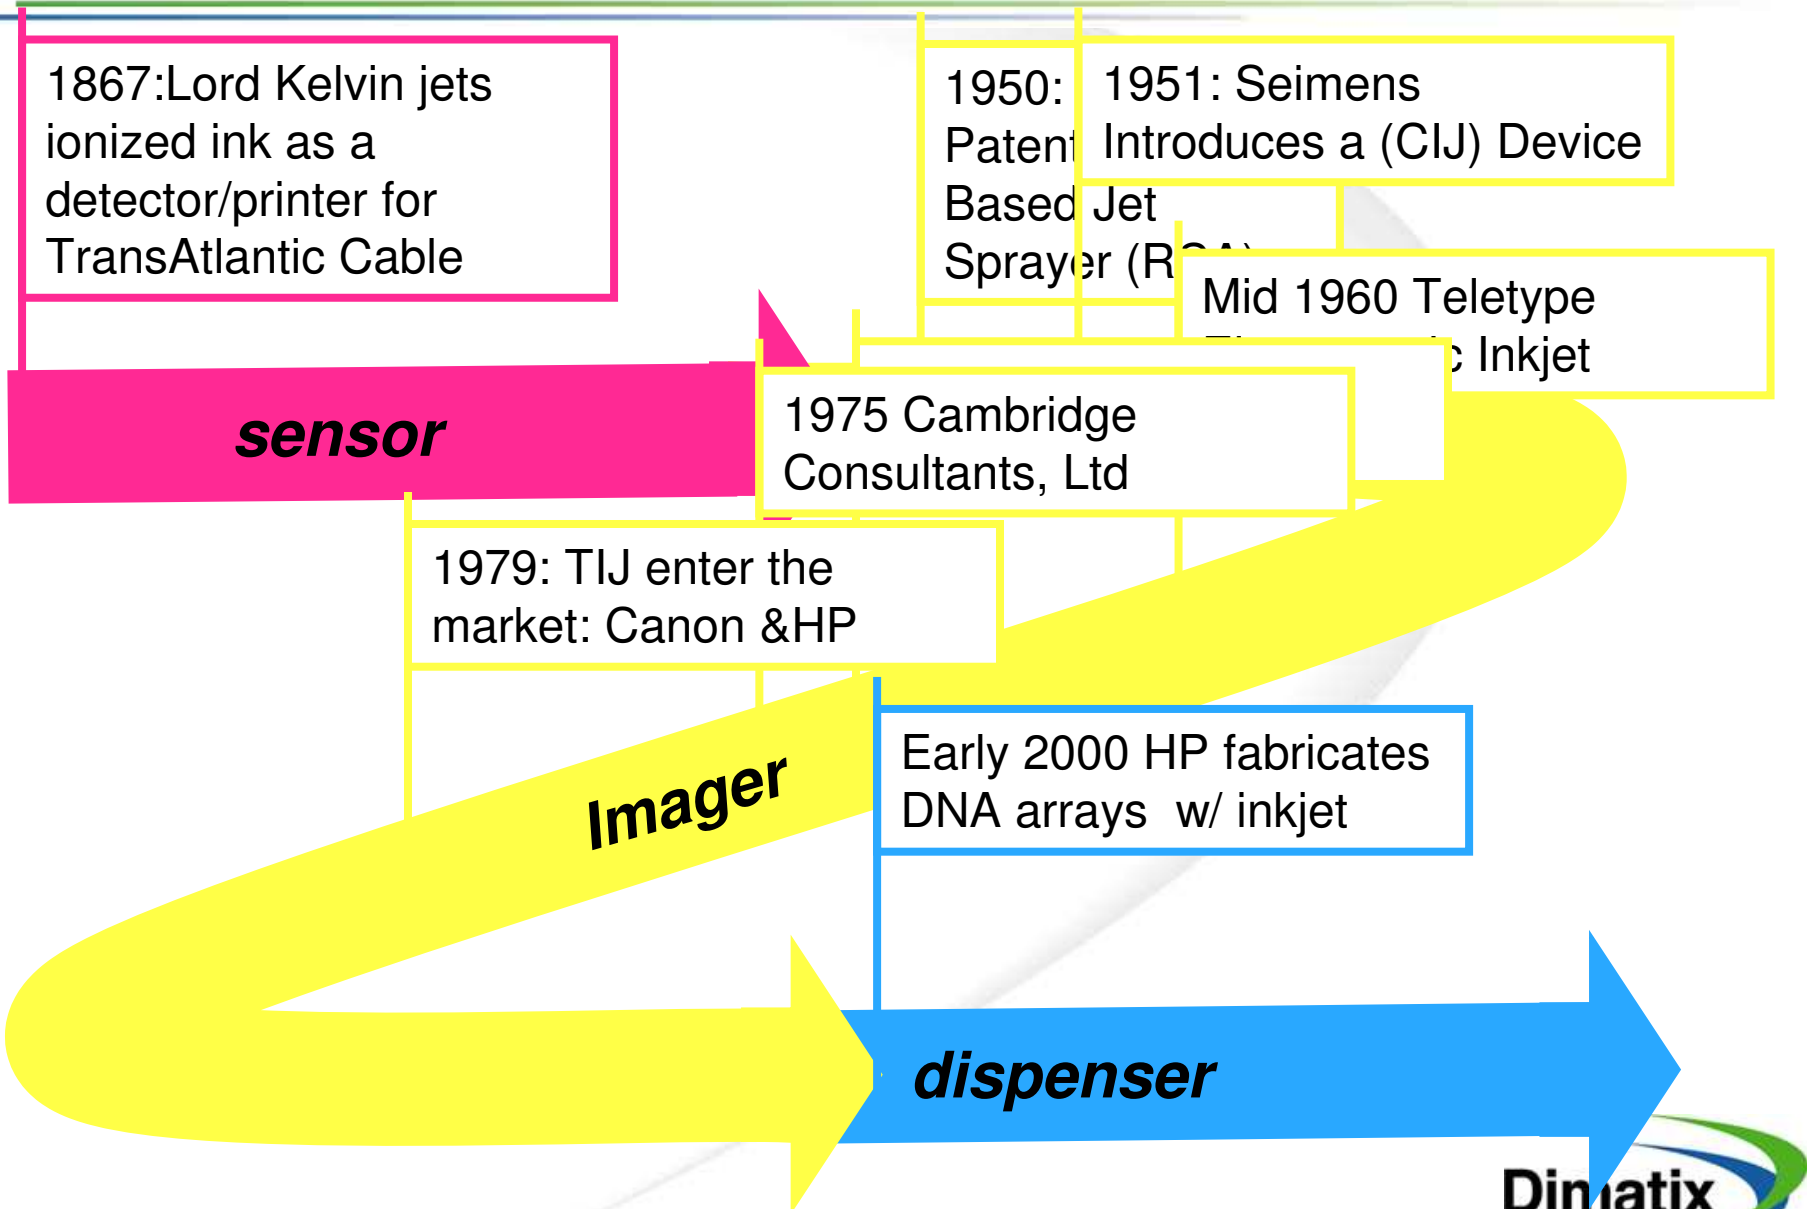 1867:Lord Kelvin jets
ionized ink as a
detector/printer for
TransAtlantic Cable
1950:
Patent
Based Jet
Sprayer
1951: Seimens
Introduces a (CIJ) Device
Mid 1960 Teletype
Inkjet
sensor
1975 Cambridge
Consultants, Ltd
1979: TIJ enter the
market: Canon &HP
Imager
Early 2000 HP fabricates
DNA arrays w/ inkjet
dispenser
Dimatix